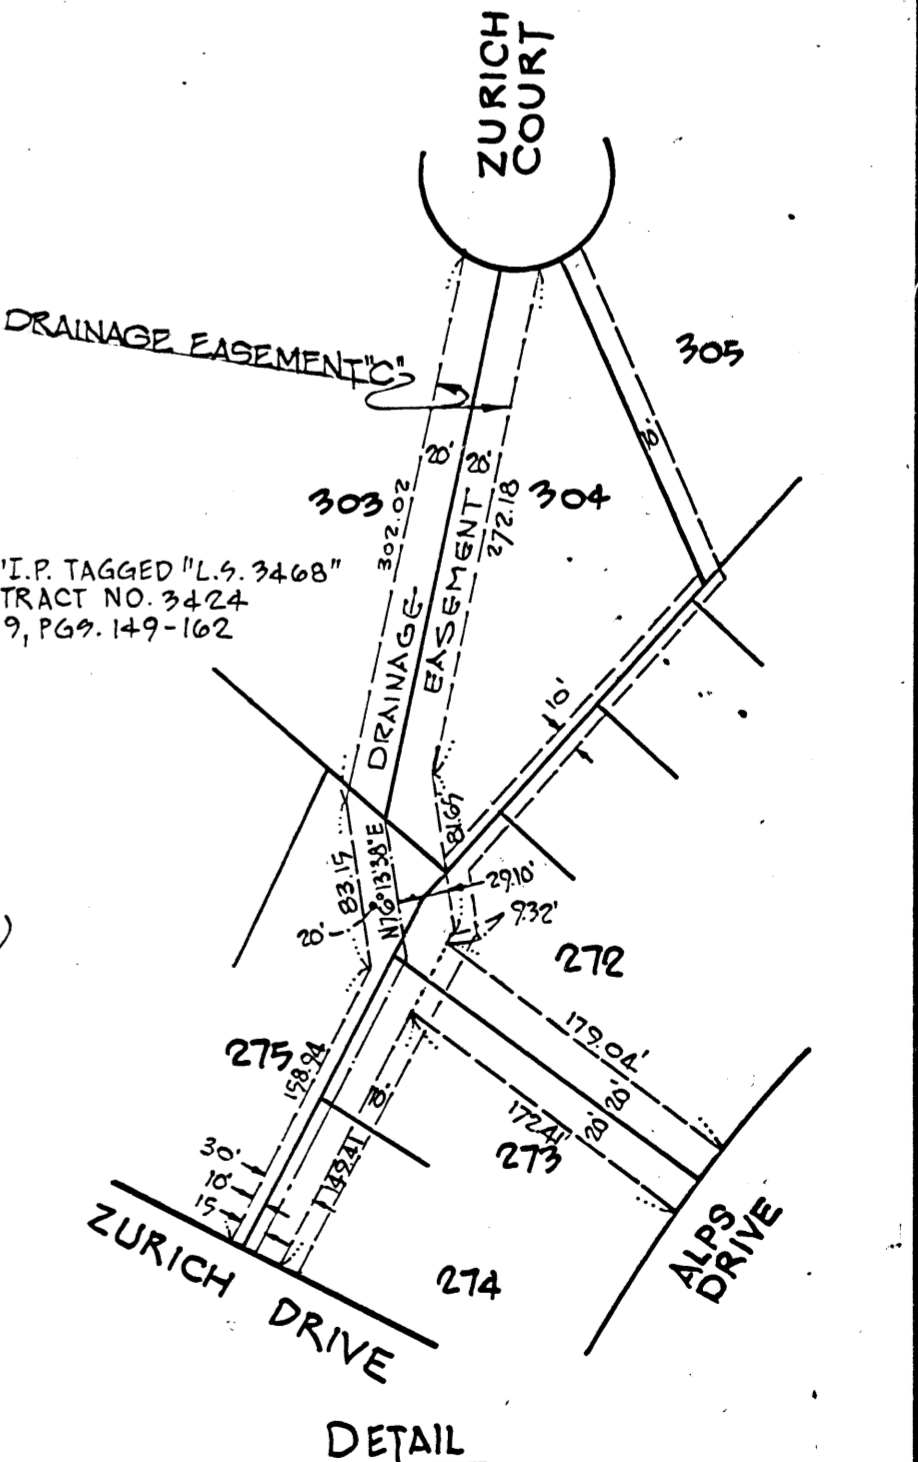 ZURICH
COURT
DRAINAGE EASEMENT "C"
305
10'
20'
20'
303
304
302.02
272.18
'I.P. TAGGED "L.S. 3468"
TRACT NO. 3424
9, PGS. 149-162
DRAINAGE
EASEMENT
10'
81.65
83.15
N76°13'38"E
29.10'
20'
9.32'
272
179.04'
275
158.94
10'
20'
20'
172.41'
273
149.41
30'
10'
15
ZURICH DRIVE
274
ALPS
DRIVE
DETAIL